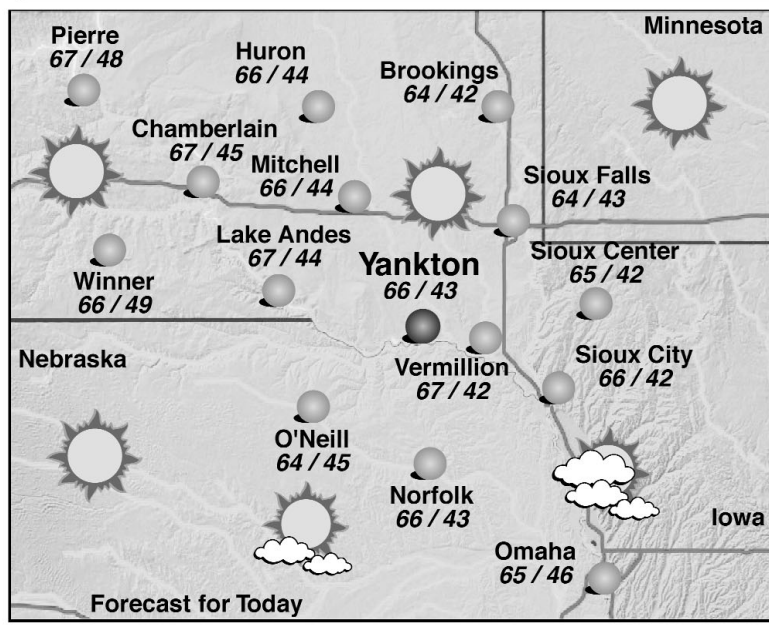 Minnesota
Pierre
67 / 48
Huron
66 / 44
Brookings
64 / 42
Chamberlain
67 / 45
Mitchell
66 / 44
Sioux Falls
64 / 43
Lake Andes
67 / 44
Yankton
66 / 43
Sioux Center
65 / 42
Winner
66 / 49
Nebraska
Vermillion
67 / 42
Sioux City
66 / 42
O'Neill
64 / 45
Norfolk
66 / 43
Iowa
Omaha
65 / 46
Forecast for Today